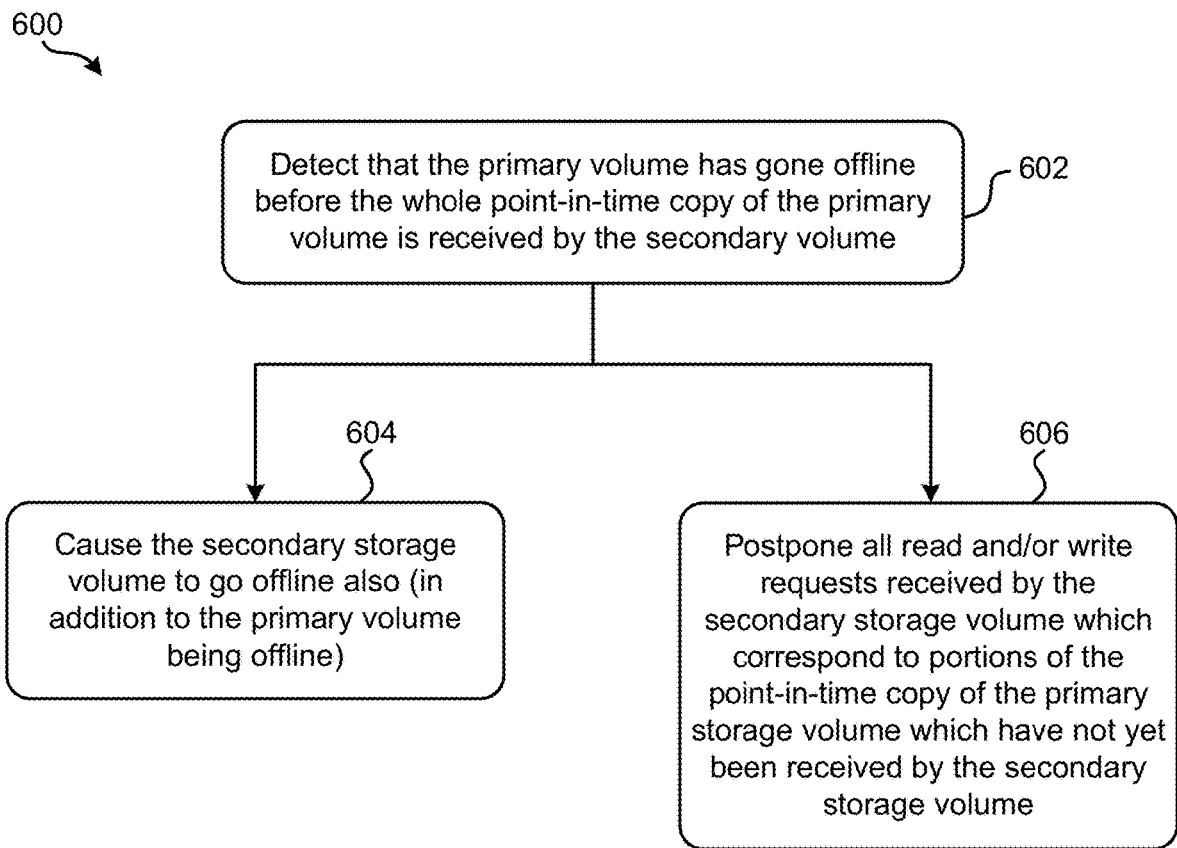 600
Detect that the primary volume has gone offline
before the whole point-in-time copy of the primary
volume is received by the secondary volume
602
604
Cause the secondary storage
volume to go offline also (in
addition to the primary volume
being offline)
606
Postpone all read and/or write
requests received by the
secondary storage volume which
correspond to portions of the
point-in-time copy of the primary
storage volume which have not yet
been received by the secondary
storage volume